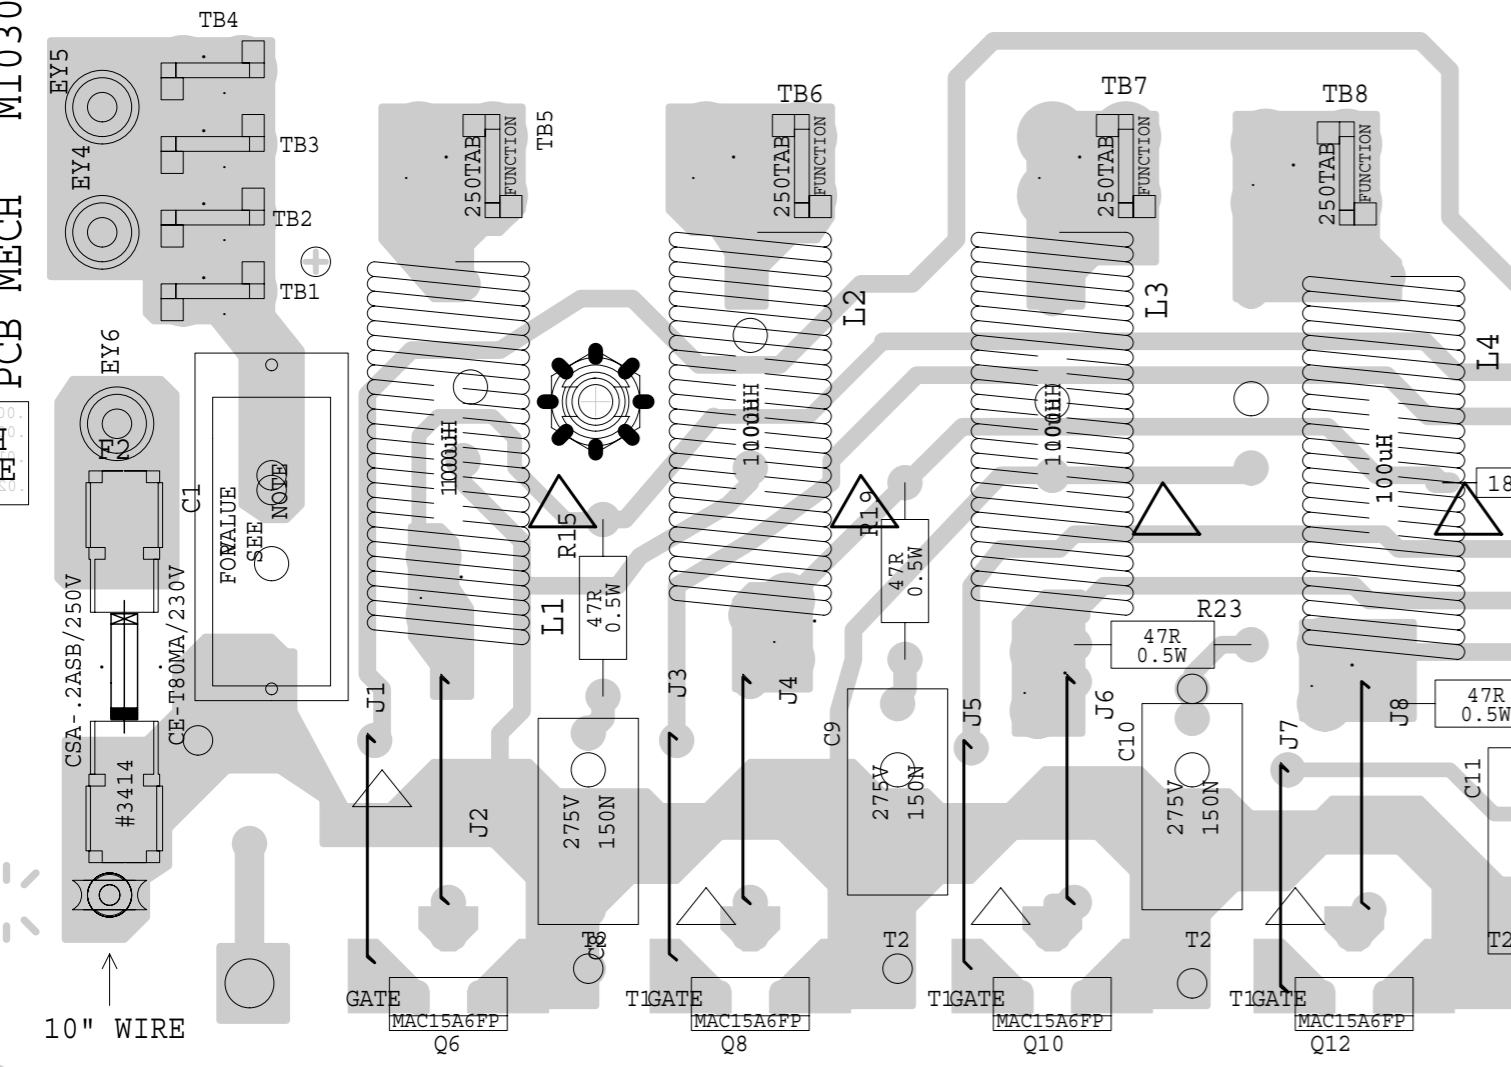 TB4
PCB MECH M1030
EY5
TB3
EY4
TB2
TB1
EY6
F2
TB5
250TAB
FUNCTION
TB6
250TAB
FUNCTION
TB7
250TAB
FUNCTION
TB8
250TAB
FUNCTION
L2
L3
L4
C1
SEE
NOTE
100uH
18
R15
R19
47R
0.5W
47R
0.5W
L1
R23
47R
0.5W
47R
0.5W
CSA-.2ASB/250V
CE-T80MA/230V
#3414
J1
J2
J3
J4
J5
J6
J7
J8
C9
C10
C11
275V
150N
275V
150N
275V
150N
C8
T2
T2
T2
T2
GATE
T1GATE
T1GATE
T1GATE
MAC15A6FP
MAC15A6FP
MAC15A6FP
MAC15A6FP
Q6
Q8
Q10
Q12
10" WIRE